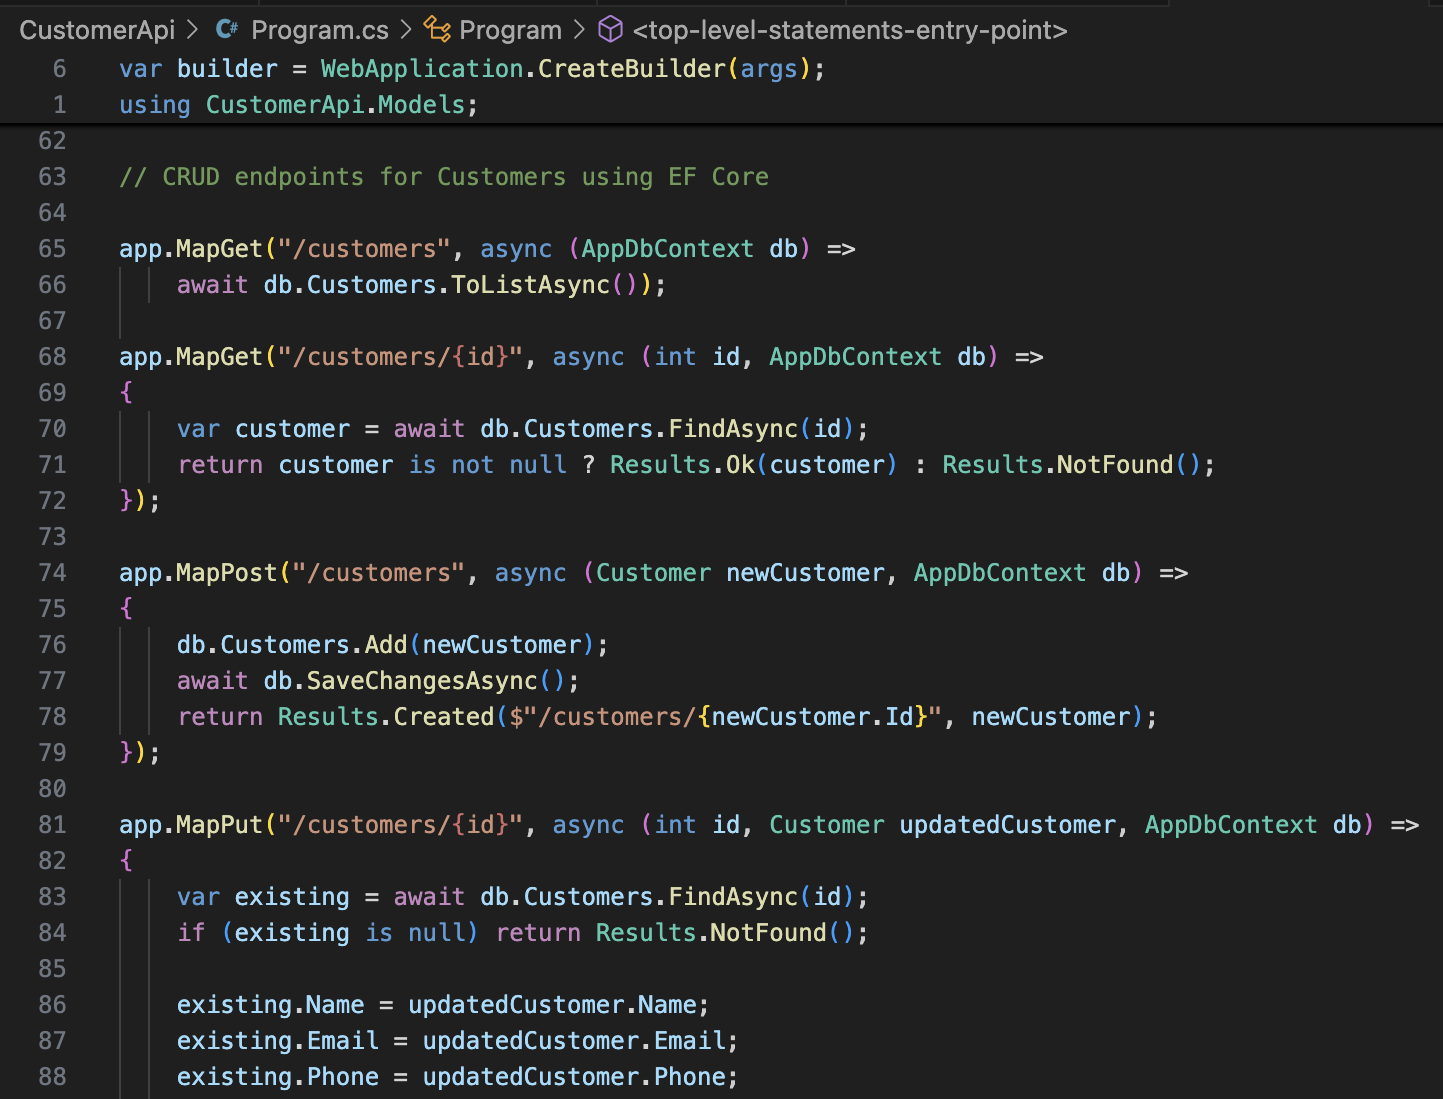 CustomerApi > C# Program.cs > Program > <top-level-statements-entry-point>
6 var builder = WebApplication.CreateBuilder(args);
1 using CustomerApi.Models;
62
63 // CRUD endpoints for Customers using EF Core
64
65 app.MapGet("/customers", async (AppDbContext db) =>
66     await db.Customers.ToListAsync());
67
68 app.MapGet("/customers/{id}", async (int id, AppDbContext db) =>
69 {
70     var customer = await db.Customers.FindAsync(id);
71     return customer is not null ? Results.Ok(customer) : Results.NotFound();
72 });
73
74 app.MapPost("/customers", async (Customer newCustomer, AppDbContext db) =>
75 {
76     db.Customers.Add(newCustomer);
77     await db.SaveChangesAsync();
78     return Results.Created($"/customers/{newCustomer.Id}", newCustomer);
79 });
80
81 app.MapPut("/customers/{id}", async (int id, Customer updatedCustomer, AppDbContext db) =>
82 {
83     var existing = await db.Customers.FindAsync(id);
84     if (existing is null) return Results.NotFound();
85
86     existing.Name = updatedCustomer.Name;
87     existing.Email = updatedCustomer.Email;
88     existing.Phone = updatedCustomer.Phone;